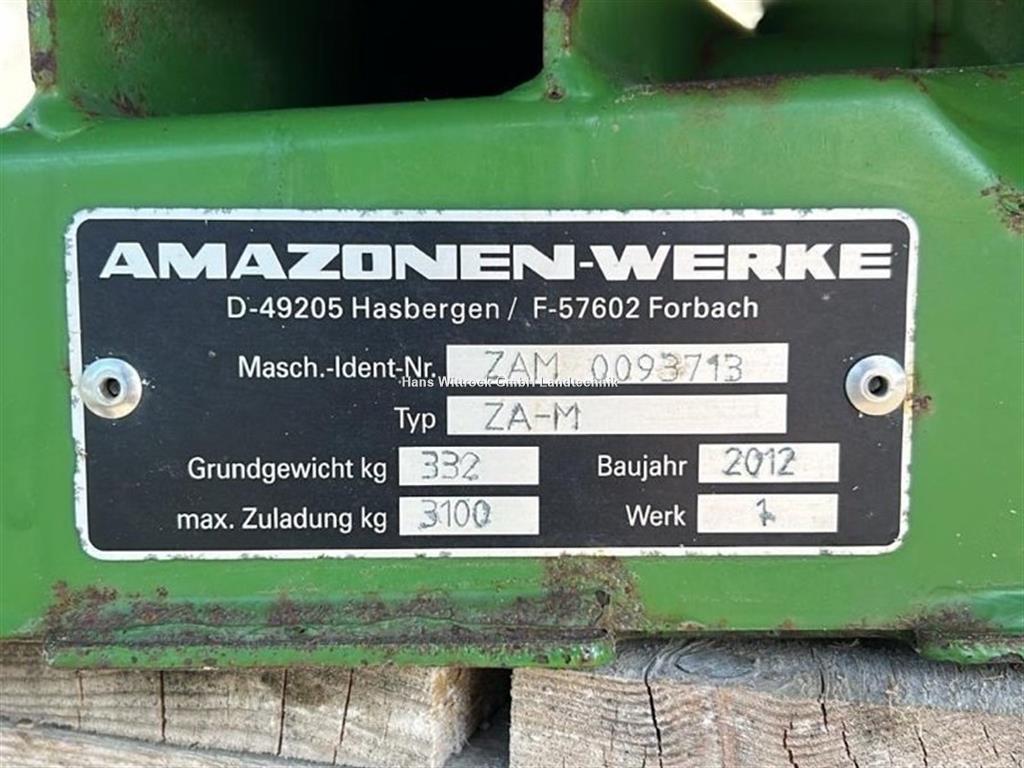 AMAZONEN-WERKE
D-49205 Hasbergen / F-57602 Forbach
Masch.-Ident-Nr. ZAM 0093713
Hans Wittrock GmbH Landtechnik
Typ ZA-M
Grundgewicht kg 332 Baujahr 2012
max. Zuladung kg 3100 Werk 1